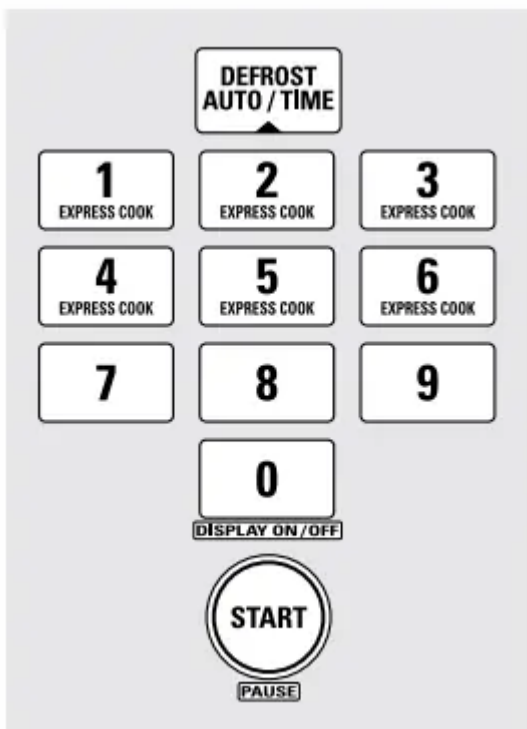 DEFROST
AUTO / TIME
1 2 3
EXPRESS COOK EXPRESS COOK EXPRESS COOK
4 5 6
EXPRESS COOK EXPRESS COOK EXPRESS COOK
7 8 9
0
DISPLAY ON/OFF
START
PAUSE